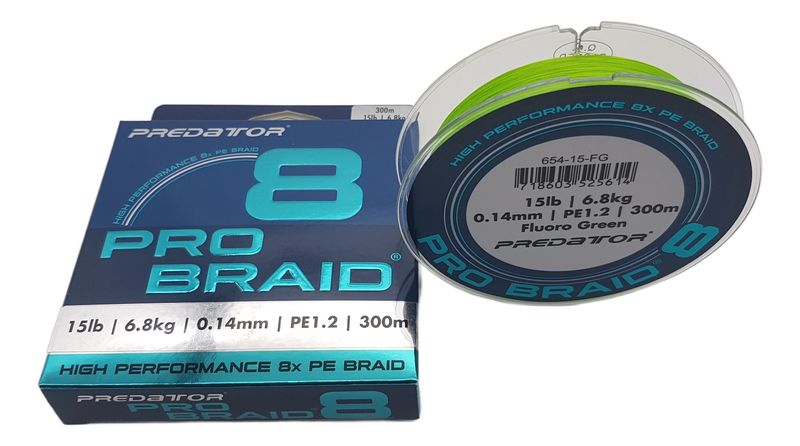 300m
15lb | 6.8kg
PREDATOR®
HIGH PERFORMANCE 8X PE BRAID
8
PRO
BRAID®
15lb | 6.8kg | 0.14mm | PE1.2 | 300m
HIGH PERFORMANCE 8X PE BRAID
PREDATOR®
PRO BRAID 8
HIGH PERFORMANCE 8X PE BRAID
654-15-FG
718603 525614
15lb | 6.8kg
0.14mm | PE1.2 | 300m
Fluoro Green
PREDATOR®
PRO BRAID® 8